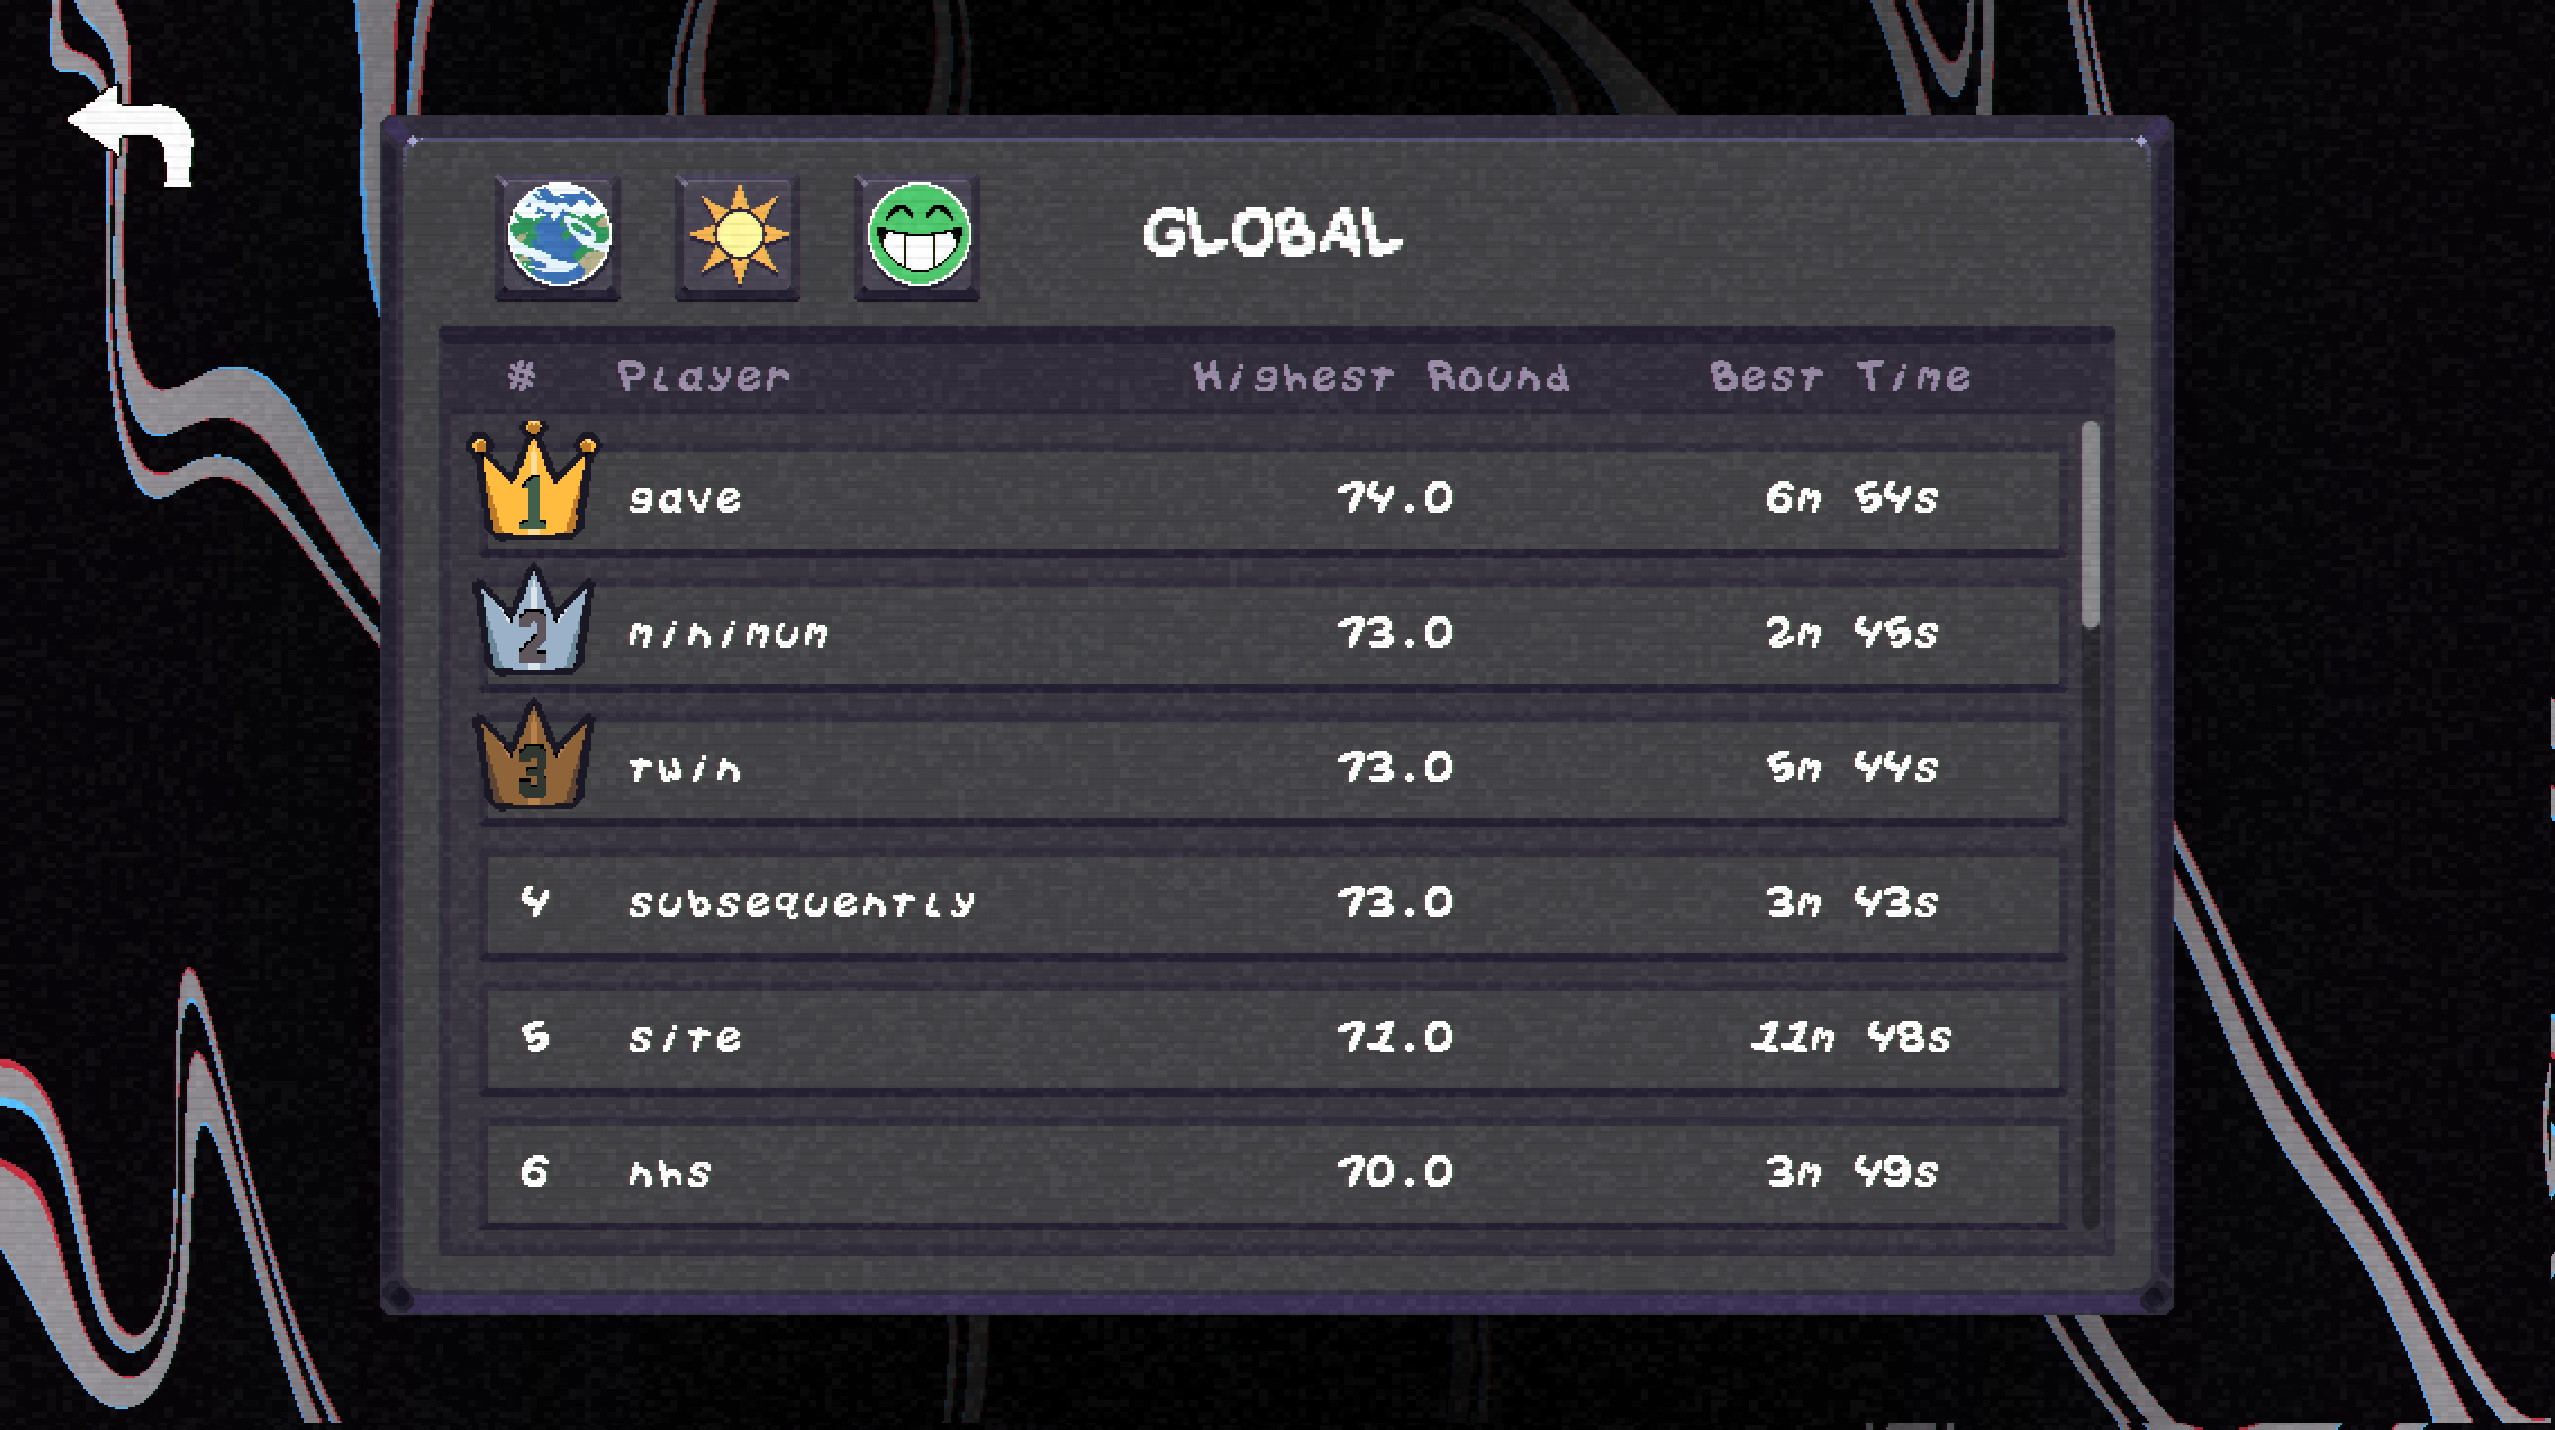 GLOBAL
# Player Highest Round Best Time
1 gave 74.0 6m 54s
2 minimum 73.0 2m 45s
3 twin 73.0 5m 44s
4 subsequently 73.0 3m 43s
5 site 71.0 11m 48s
6 nhs 70.0 3m 49s